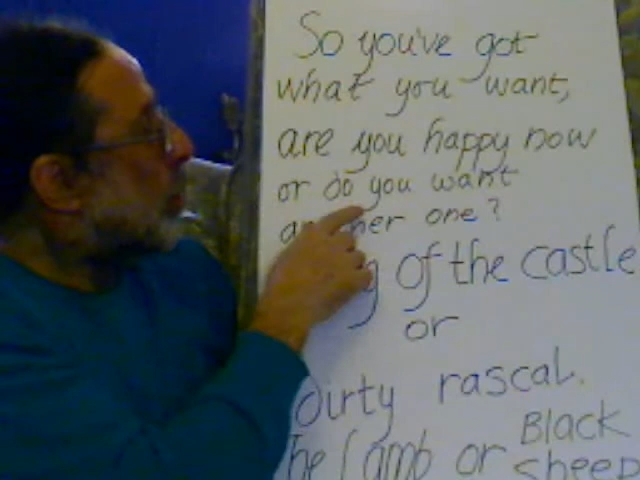 So you've got
what you want,
are you happy now
or do you want
one?
of the castle
or
dirty rascal.
lamb or Black
sheep